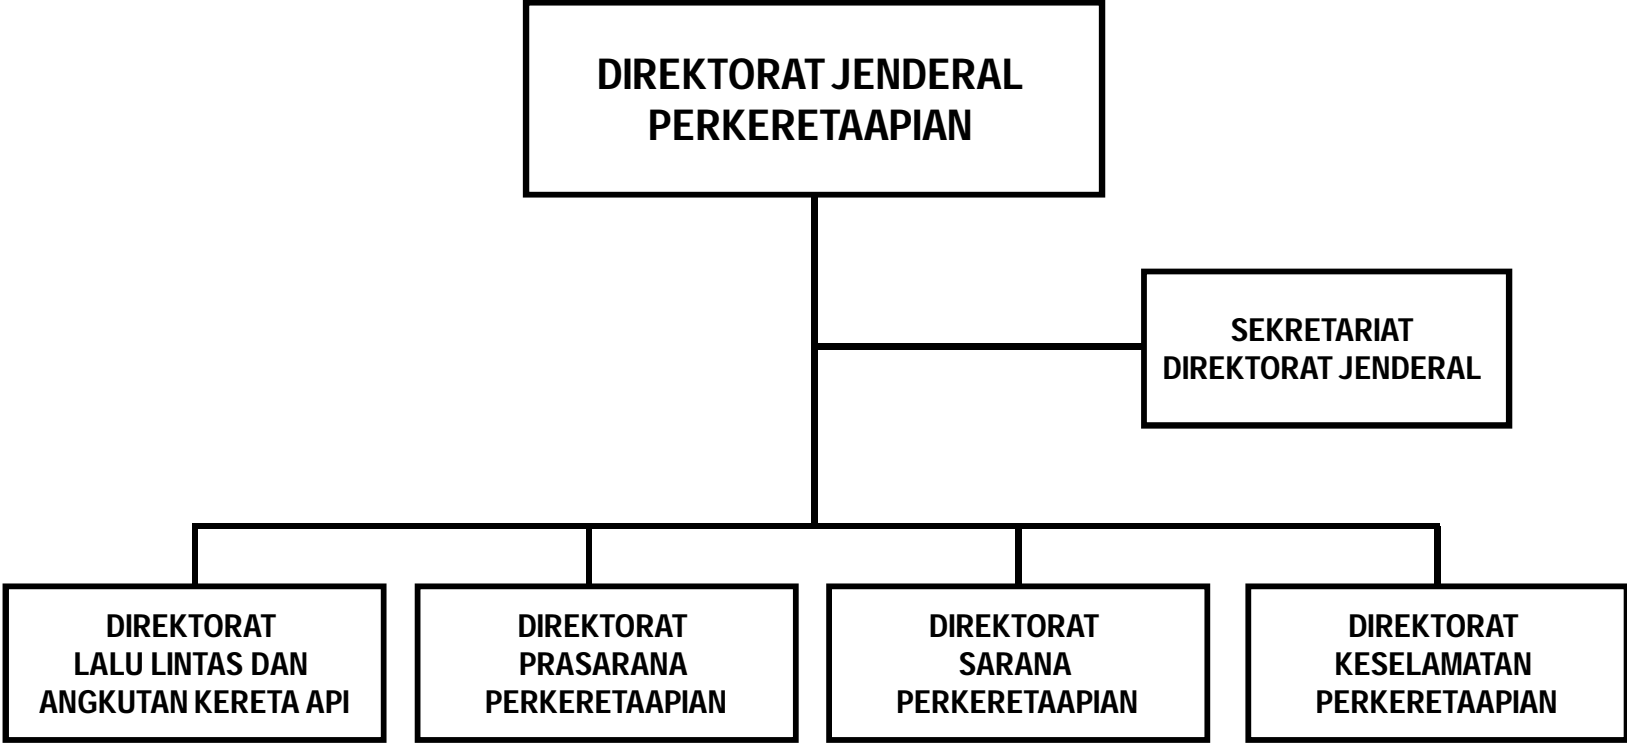 DIREKTORAT JENDERAL
PERKERETAAPIAN
SEKRETARIAT
DIREKTORAT JENDERAL
DIREKTORAT
LALU LINTAS DAN
ANGKUTAN KERETA API
DIREKTORAT
PRASARANA
PERKERETAAPIAN
DIREKTORAT
SARANA
PERKERETAAPIAN
DIREKTORAT
KESELAMATAN
PERKERETAAPIAN